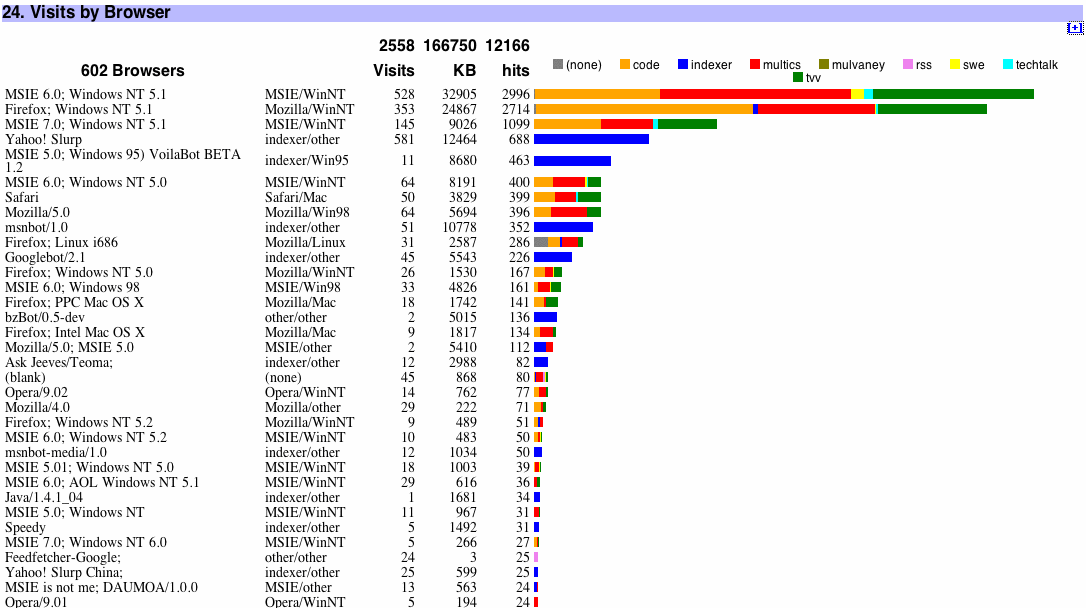 24. Visits by Browser
[+]
2558 166750 12166
602 Browsers Visits KB hits
(none) code indexer multics mulvaney rss swe techtalk
tvv
MSIE 6.0; Windows NT 5.1 MSIE/WinNT 528 32905 2996
Firefox; Windows NT 5.1 Mozilla/WinNT 353 24867 2714
MSIE 7.0; Windows NT 5.1 MSIE/WinNT 145 9026 1099
Yahoo! Slurp indexer/other 581 12464 688
MSIE 5.0; Windows 95) VoilaBot BETA
1.2 indexer/Win95 11 8680 463
MSIE 6.0; Windows NT 5.0 MSIE/WinNT 64 8191 400
Safari Safari/Mac 50 3829 399
Mozilla/5.0 Mozilla/Win98 64 5694 396
msnbot/1.0 indexer/other 51 10778 352
Firefox; Linux i686 Mozilla/Linux 31 2587 286
Googlebot/2.1 indexer/other 45 5543 226
Firefox; Windows NT 5.0 Mozilla/WinNT 26 1530 167
MSIE 6.0; Windows 98 MSIE/Win98 33 4826 161
Firefox; PPC Mac OS X Mozilla/Mac 18 1742 141
bzBot/0.5-dev other/other 2 5015 136
Firefox; Intel Mac OS X Mozilla/Mac 9 1817 134
Mozilla/5.0; MSIE 5.0 MSIE/other 2 5410 112
Ask Jeeves/Teoma; indexer/other 12 2988 82
(blank) (none) 45 868 80
Opera/9.02 Opera/WinNT 14 762 77
Mozilla/4.0 Mozilla/other 29 222 71
Firefox; Windows NT 5.2 Mozilla/WinNT 9 489 51
MSIE 6.0; Windows NT 5.2 MSIE/WinNT 10 483 50
msnbot-media/1.0 indexer/other 12 1034 50
MSIE 5.01; Windows NT 5.0 MSIE/WinNT 18 1003 39
MSIE 6.0; AOL Windows NT 5.1 MSIE/WinNT 29 616 36
Java/1.4.1_04 indexer/other 1 1681 34
MSIE 5.0; Windows NT MSIE/WinNT 11 967 31
Speedy indexer/other 5 1492 31
MSIE 7.0; Windows NT 6.0 MSIE/WinNT 5 266 27
Feedfetcher-Google; other/other 24 3 25
Yahoo! Slurp China; indexer/other 25 599 25
MSIE is not me; DAUMOA/1.0.0 MSIE/other 13 563 24
Opera/9.01 Opera/WinNT 5 194 24